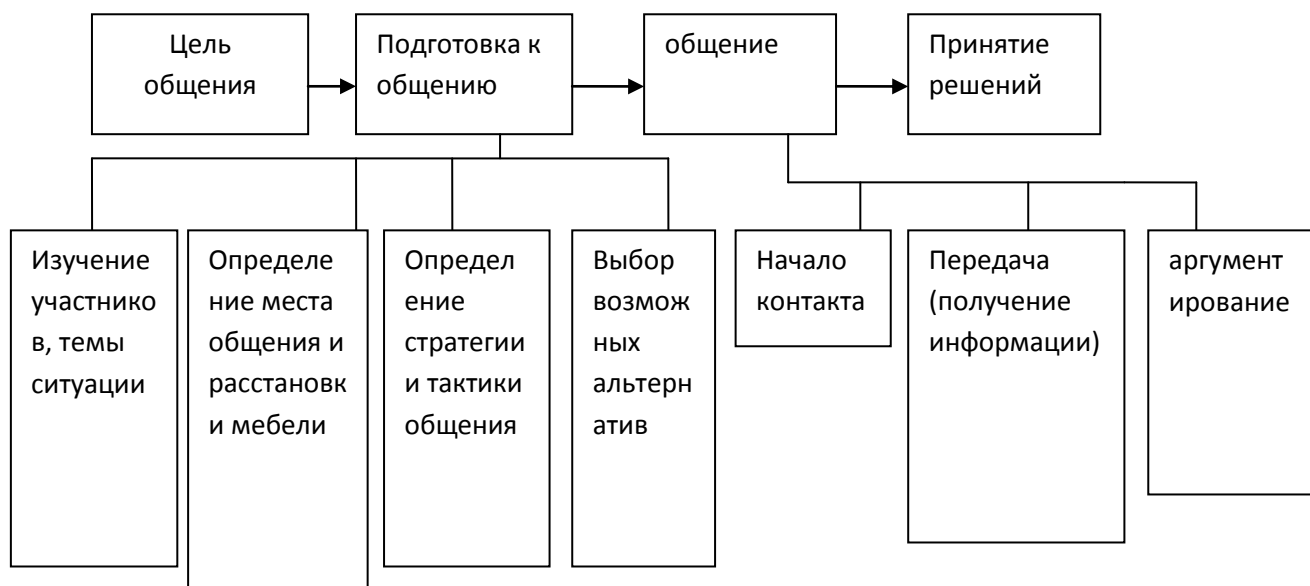 Цель
общения
Подготовка к
общению
общение
Принятие
решений
Изучение
участнико
в, темы
ситуации
Определе
ние места
общения и
расстановк
и мебели
Определ
ение
стратегии
и тактики
общения
Выбор
возмож
ных
альтерн
атив
Начало
контакта
Передача
(получение
информации)
аргумент
ирование